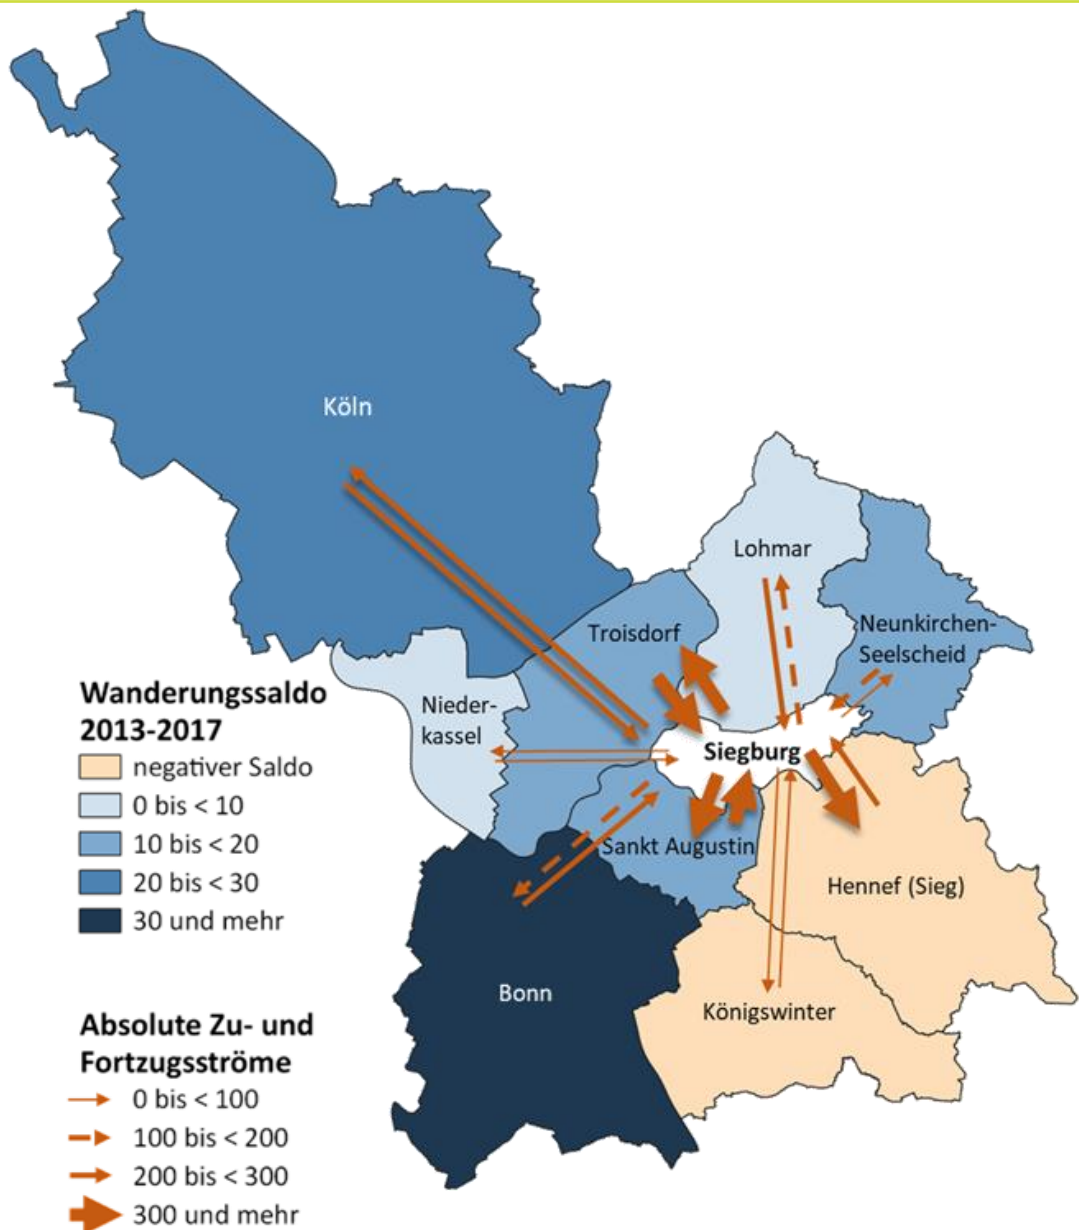 Köln
Lohmar
Troisdorf
Neunkirchen-
Seelscheid
Nieder-
kassel
Siegburg
Sankt Augustin
Hennef (Sieg)
Bonn
Königswinter
Wanderungssaldo
2013-2017
negativer Saldo
0 bis < 10
10 bis < 20
20 bis < 30
30 und mehr
Absolute Zu- und
Fortzugsströme
0 bis < 100
100 bis < 200
200 bis < 300
300 und mehr